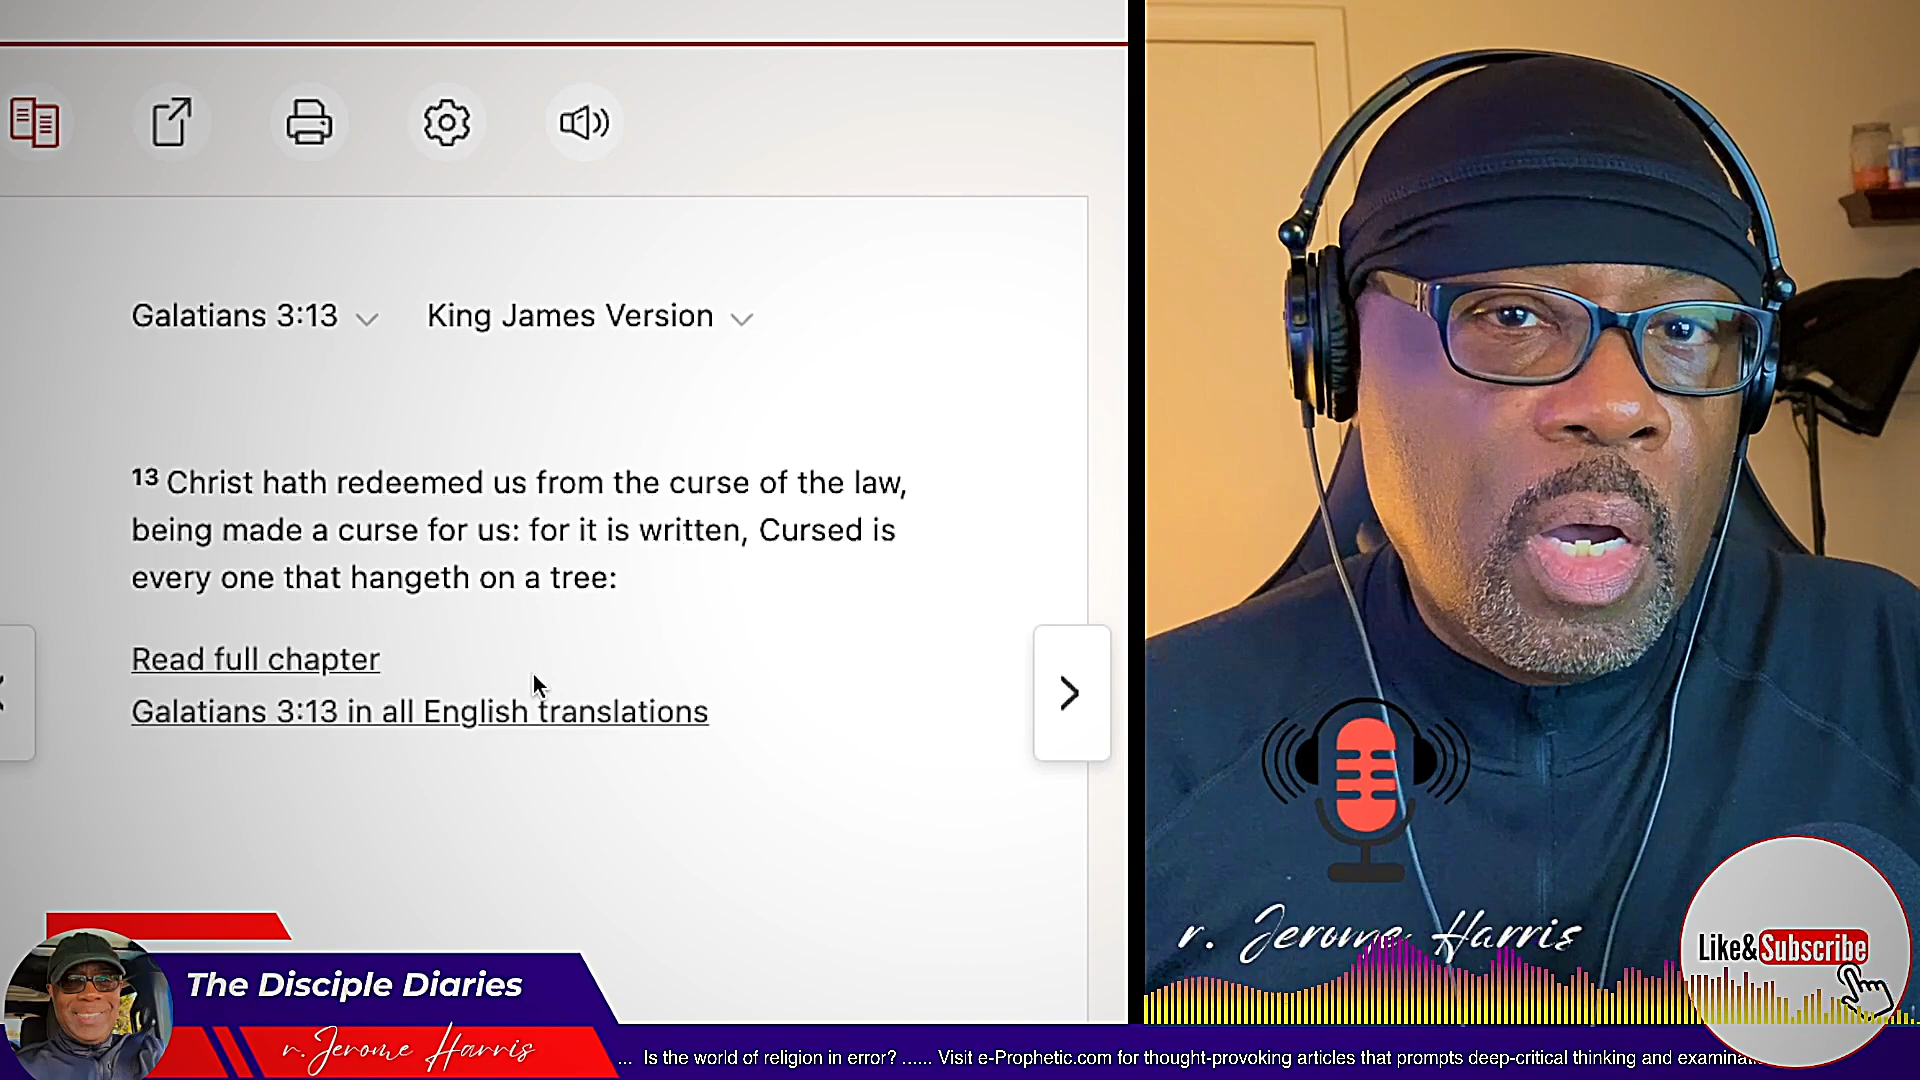 Galatians 3:13 King James Version
13 Christ hath redeemed us from the curse of the law,
being made a curse for us: for it is written, Cursed is
every one that hangeth on a tree:
Read full chapter
Galatians 3:13 in all English translations
r. Jerome Harris
Like&Subscribe
The Disciple Diaries
r. Jerome Harris
... Is the world of religion in error? ...... Visit e-Prophetic.com for thought-provoking articles that prompts deep-critical thinking and